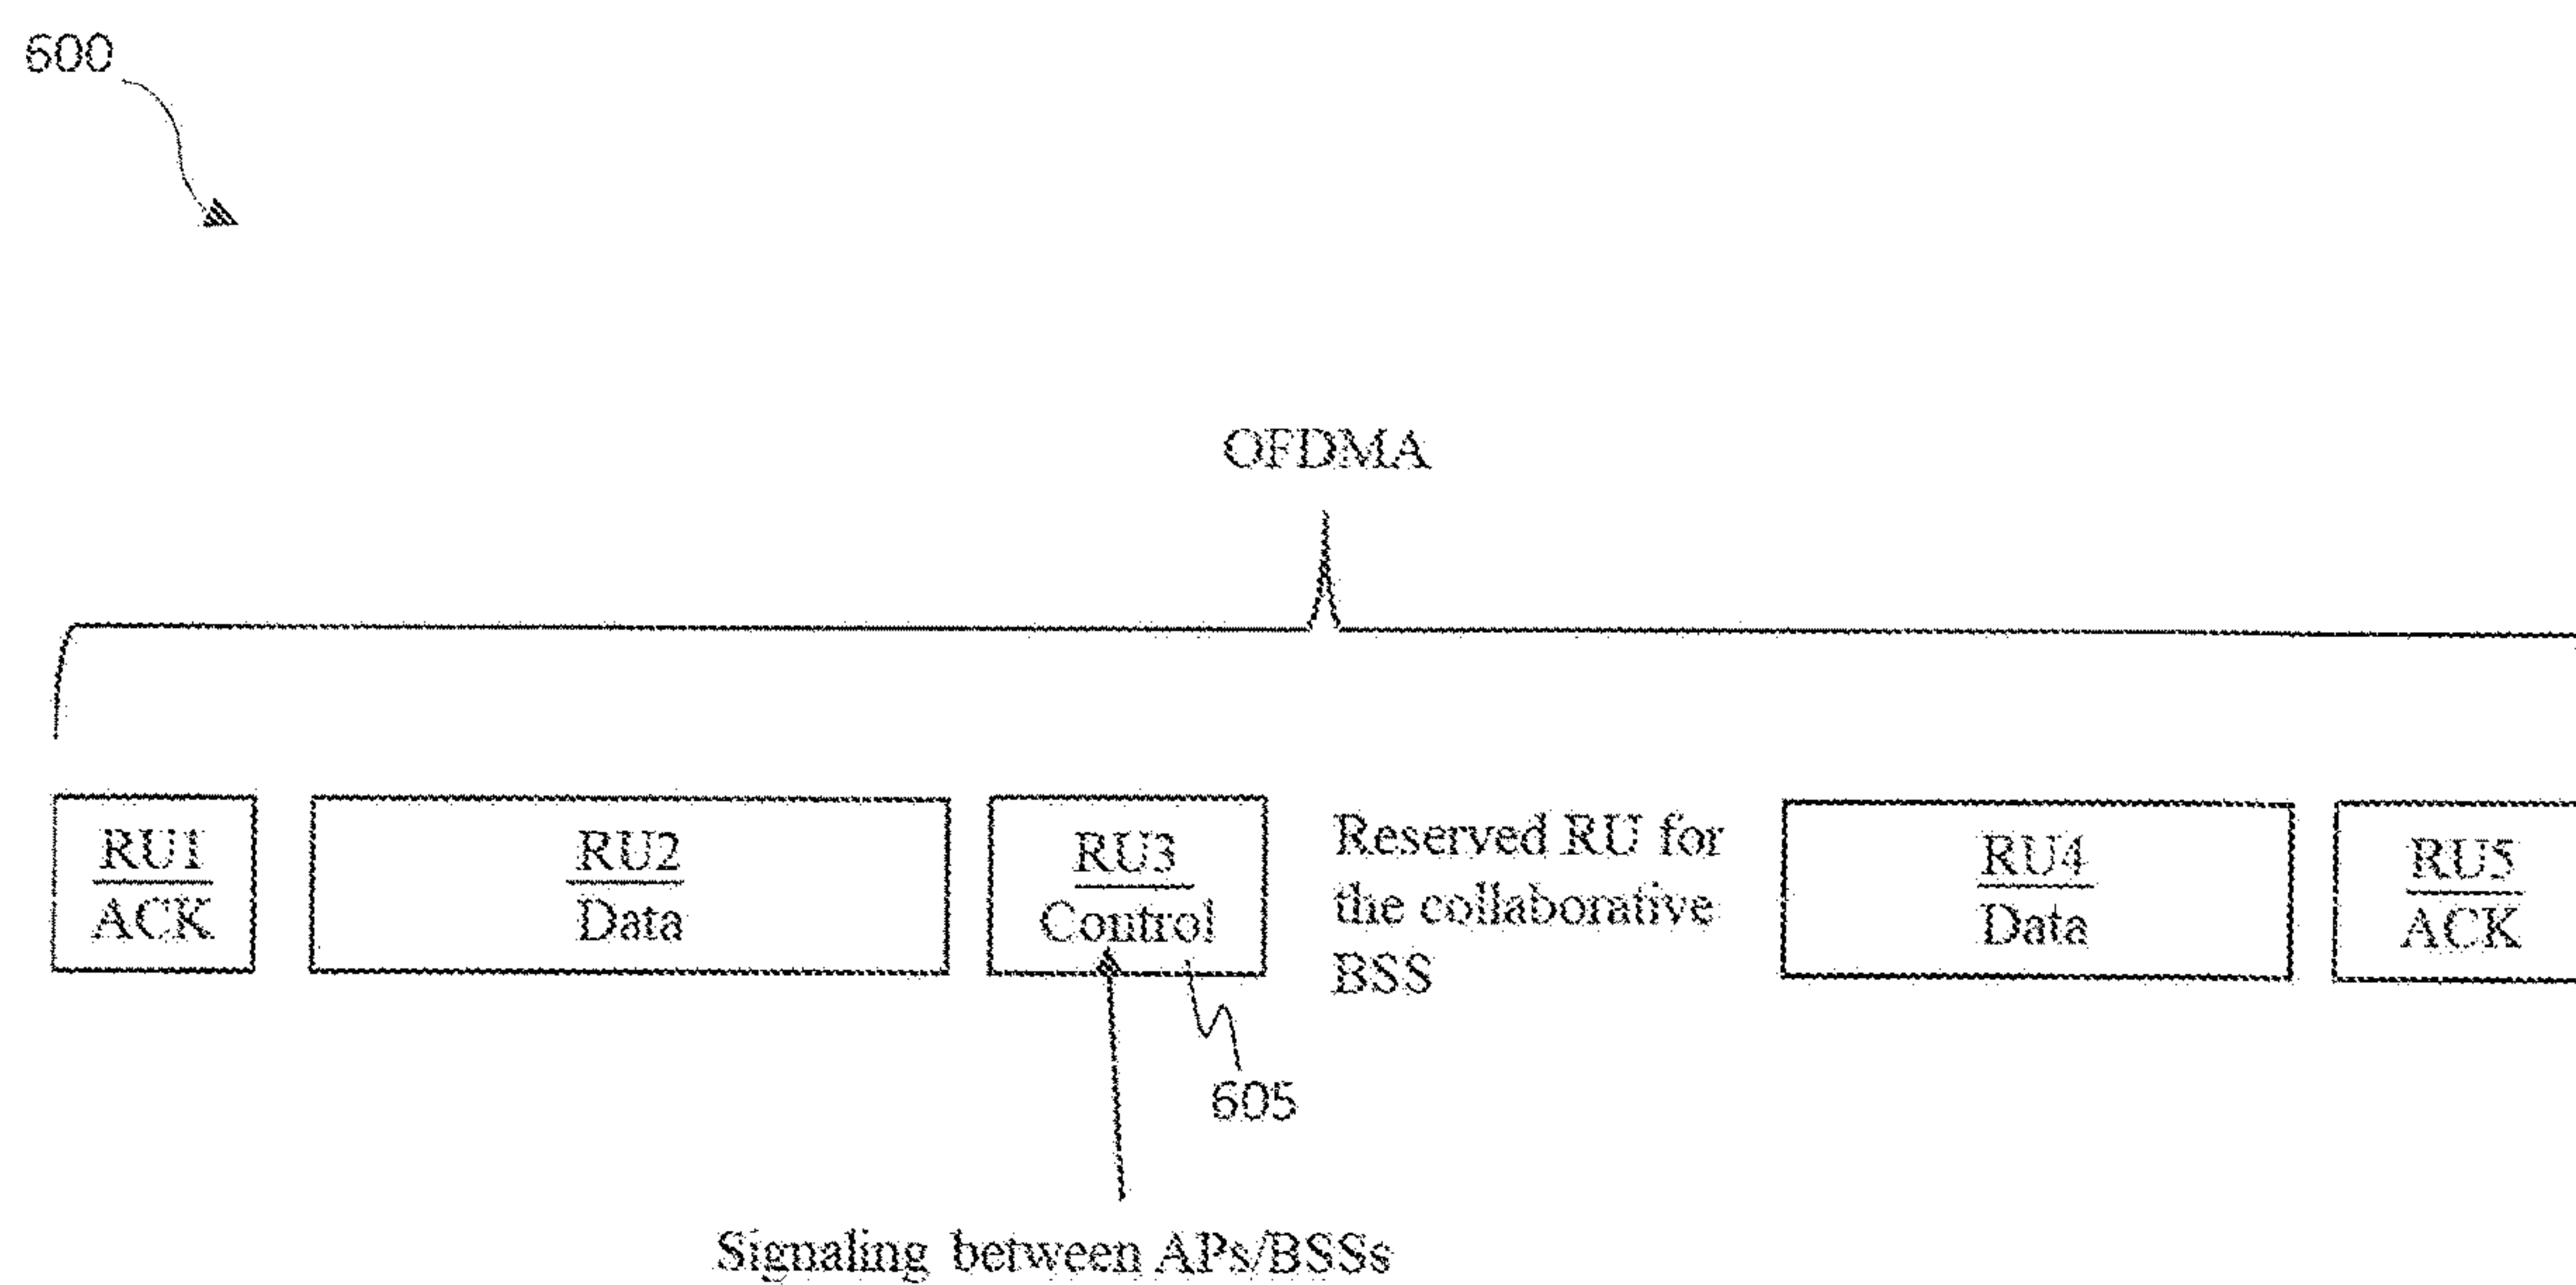 600
OFDMA
RU1
ACK
RU2
Data
RU3
Control
Reserved RU for
the collaborative
BSS
RU4
Data
RU5
ACK
605
Signaling between APs/BSSs